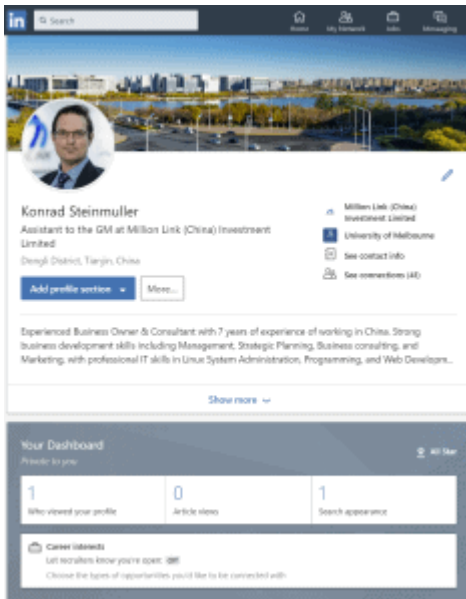 in
Search
Home
My Network
Jobs
Messaging
Konrad Steinmuller
Assistant to the GM at Million Link (China) Investment
Limited
Tianjin, China
Million Link (China)
Investment Limited
University of Melbourne
See contact info
See connections
Add profile section
More...
Experienced Business Owner & Consultant with 7 years of experience of working in China. Strong
business development skills including Management, Strategic Planning, Business consulting, and
Marketing, with professional IT skills in Linux System Administration, Programming, and Web Developm...
Show more
Your Dashboard
Private to you
All Star
1
Who viewed your profile
0
Article views
1
Search appearance
Career interests
Let recruiters know you're open:
Choose the types of opportunities you'd like to be connected with